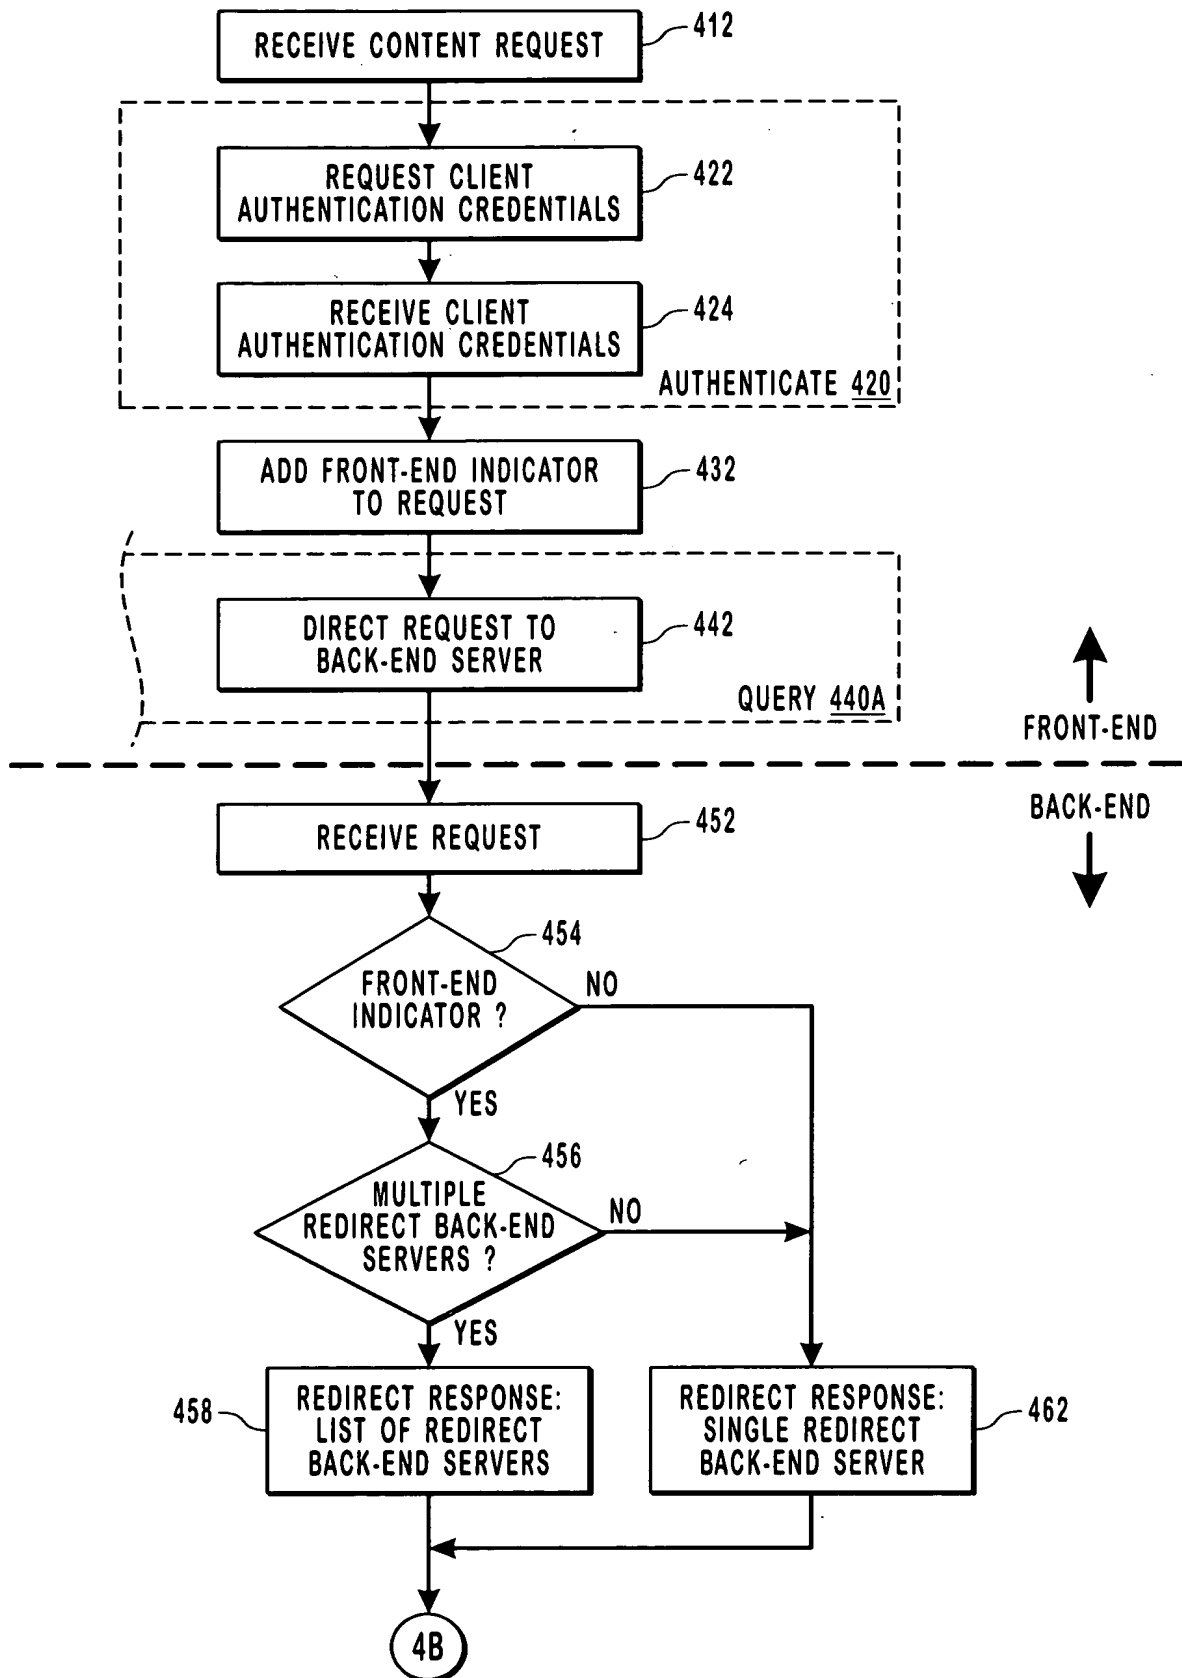 RECEIVE CONTENT REQUEST
412
REQUEST CLIENT
AUTHENTICATION CREDENTIALS
422
RECEIVE CLIENT
AUTHENTICATION CREDENTIALS
424
AUTHENTICATE 420
ADD FRONT-END INDICATOR
TO REQUEST
432
DIRECT REQUEST TO
BACK-END SERVER
442
QUERY 440A
FRONT-END
BACK-END
RECEIVE REQUEST
452
454
FRONT-END
INDICATOR ?
NO
YES
456
MULTIPLE
REDIRECT BACK-END
SERVERS ?
NO
YES
458
REDIRECT RESPONSE:
LIST OF REDIRECT
BACK-END SERVERS
REDIRECT RESPONSE:
SINGLE REDIRECT
BACK-END SERVER
462
4B